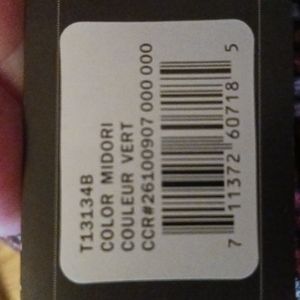 T13134B
COLOR MIDORI
COULEUR VERT
CCR#26100907 000 000
7 11372 60718 5